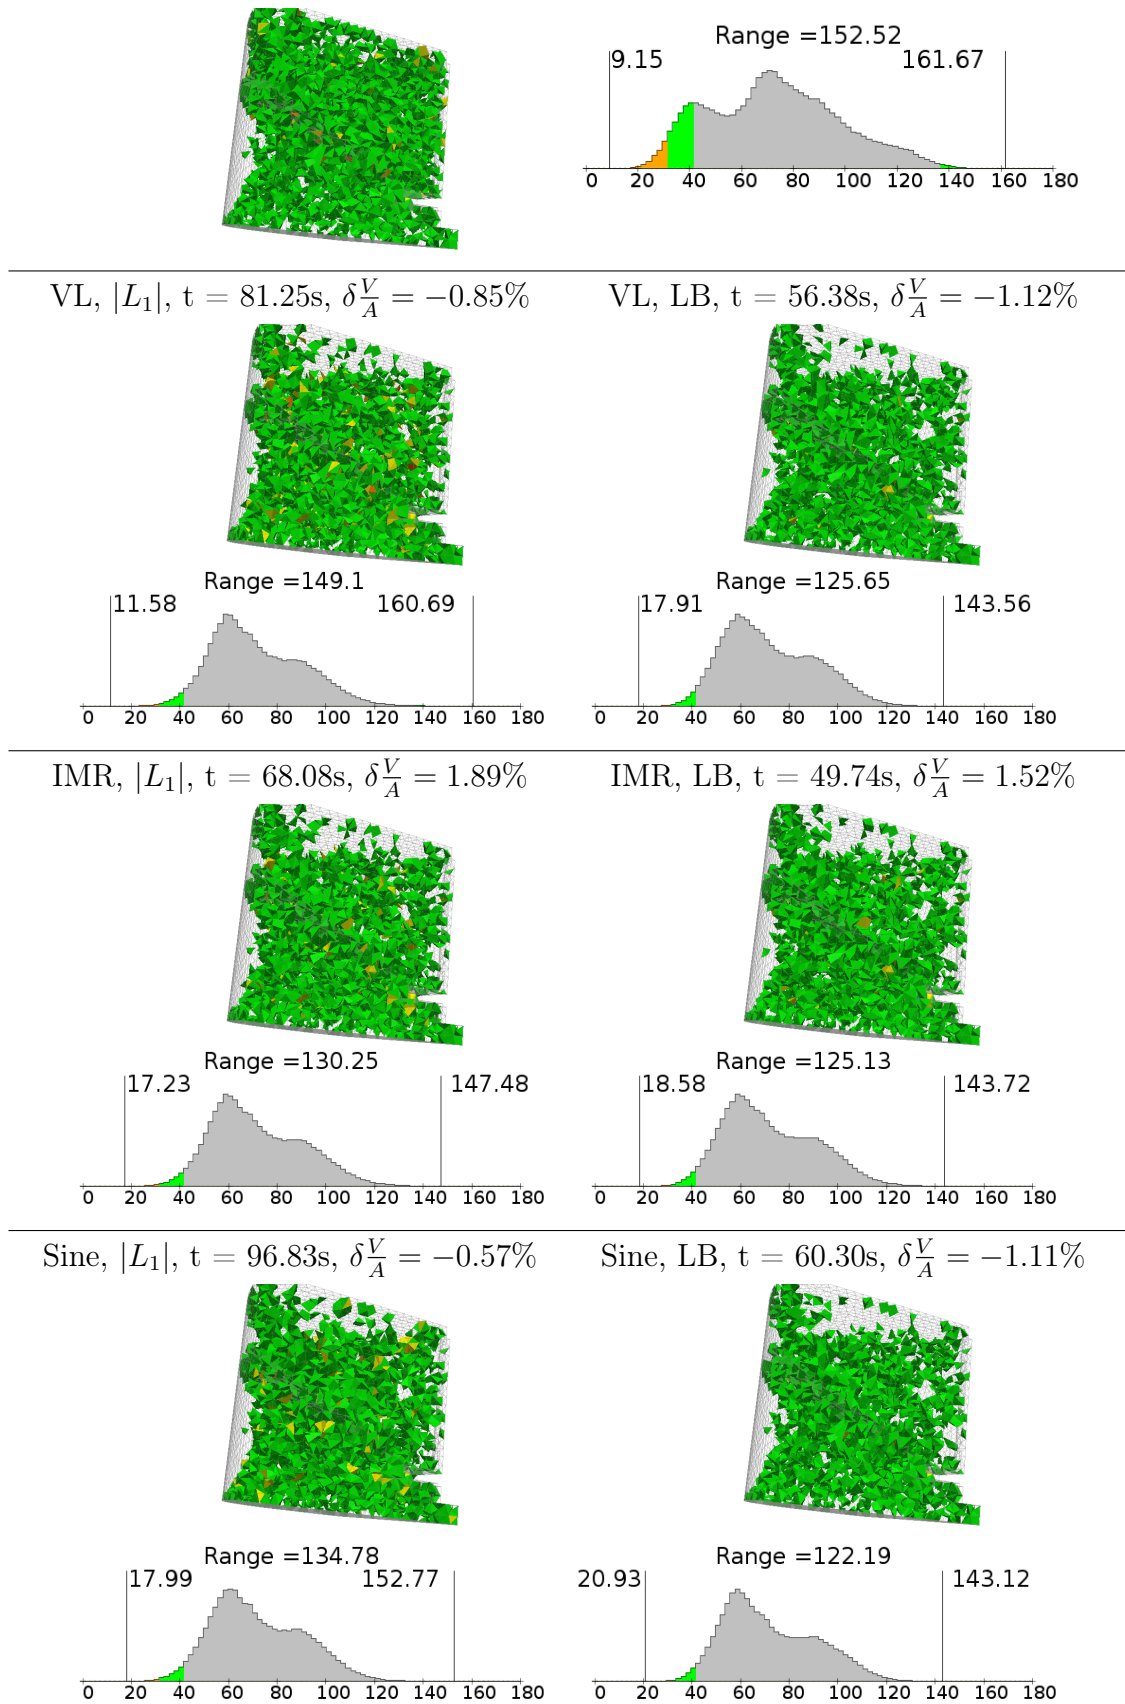 Range =152.52
9.15 161.67
0 20 40 60 80 100 120 140 160 180
VL, |L₁|, t = 81.25s, δ V/A = −0.85% VL, LB, t = 56.38s, δ V/A = −1.12%
Range =149.1 Range =125.65
11.58 160.69 17.91 143.56
0 20 40 60 80 100 120 140 160 180 0 20 40 60 80 100 120 140 160 180
IMR, |L₁|, t = 68.08s, δ V/A = 1.89% IMR, LB, t = 49.74s, δ V/A = 1.52%
Range =130.25 Range =125.13
17.23 147.48 18.58 143.72
0 20 40 60 80 100 120 140 160 180 0 20 40 60 80 100 120 140 160 180
Sine, |L₁|, t = 96.83s, δ V/A = −0.57% Sine, LB, t = 60.30s, δ V/A = −1.11%
Range =134.78 Range =122.19
17.99 152.77 20.93 143.12
0 20 40 60 80 100 120 140 160 180 0 20 40 60 80 100 120 140 160 180